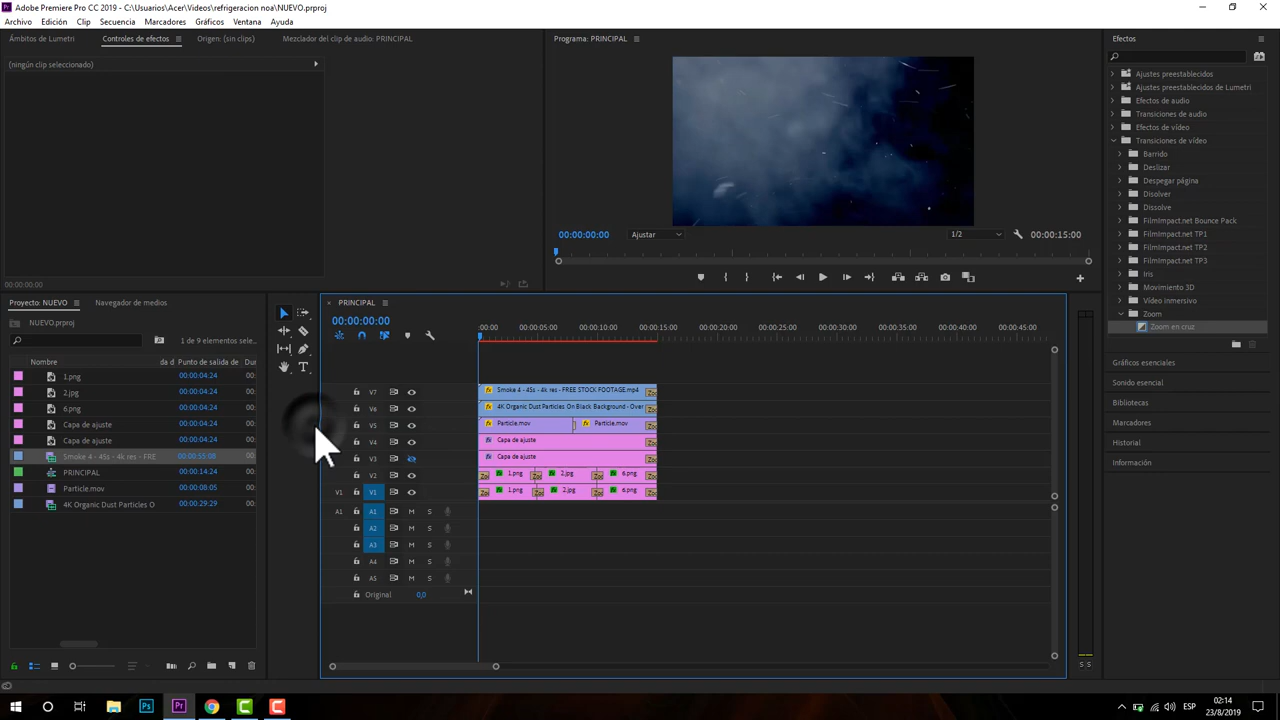 Adobe Premiere Pro CC 2019 - C:\Usuarios\Acer\Videos\refrigeracion noa\NUEVO.prproj
Archivo Edición Clip Secuencia Marcadores Gráficos Ventana Ayuda
Ámbitos de Lumetri Controles de efectos Origen: (sin clips) Mezclador del clip de audio: PRINCIPAL
(ningún clip seleccionado)
00:00:00:00
Programa: PRINCIPAL
00:00:00:00 Ajustar 1/2 00:00:15:00
Efectos
Ajustes preestablecidos
Ajustes preestablecidos de Lumetri
Efectos de audio
Transiciones de audio
Efectos de vídeo
Transiciones de vídeo
Barrido
Deslizar
Despegar página
Disolver
Dissolve
FilmImpact.net Bounce Pack
FilmImpact.net TP1
FilmImpact.net TP2
FilmImpact.net TP3
Iris
Movimiento 3D
Vídeo inmersivo
Zoom
Zoom en cruz
Gráficos esenciales
Sonido esencial
Bibliotecas
Marcadores
Historial
Información
Proyecto: NUEVO Navegador de medios
NUEVO.prproj
1 de 9 elementos sele...
Nombre Punto de salida de
1.png 00:00:04:24
2.jpg 00:00:04:24
6.png 00:00:04:24
Capa de ajuste 00:00:04:24
Capa de ajuste 00:00:04:24
Smoke 4 - 45s - 4k res - FRE 00:00:55:08
PRINCIPAL 00:00:14:24
Particle.mov 00:00:08:05
4K Organic Dust Particles O 00:00:29:29
PRINCIPAL
00:00:00:00
:00:00 00:00:05:00 00:00:10:00 00:00:15:00 00:00:20:00 00:00:25:00 00:00:30:00 00:00:35:00 00:00:40:00 00:00:45:00
V7 Smoke 4 - 45s - 4k res - FREE STOCK FOOTAGE.mp4
V6 4K Organic Dust Particles On Black Background - Over
V5 Particle.mov Particle.mov
V4 Capa de ajuste
V3 Capa de ajuste
V2 1.png 2.jpg 6.png
V1 V1 1.png 2.jpg 6.png
A1 A1 M S
A2 M S
A3 M S
A4 M S
A5 M S
Original 0,0
S S
ESP
02:14
23/8/2019